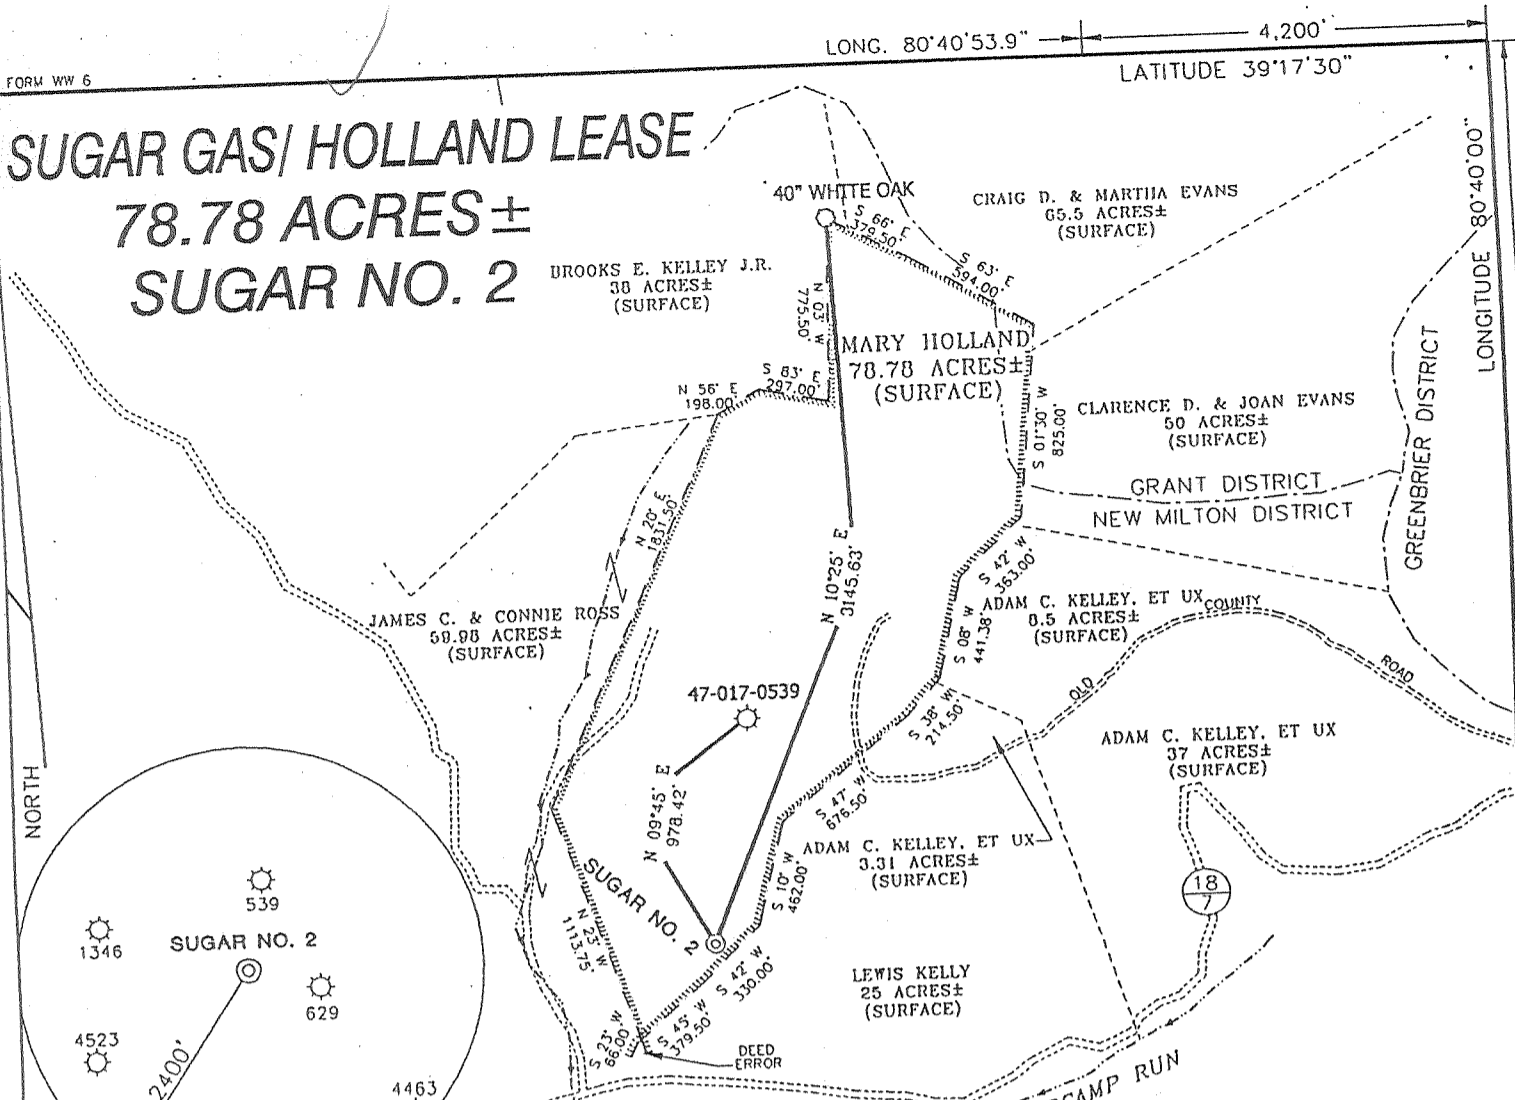 FORM WW 6
LONG. 80°40'53.9"
4,200'
LATITUDE 39°17'30"
LONGITUDE 80°40'00"
SUGAR GAS/ HOLLAND LEASE
78.78 ACRES±
SUGAR NO. 2
40" WHITE OAK
S 66° E
379.50'
S 63° E
594.00'
CRAIG D. & MARTHA EVANS
65.5 ACRES±
(SURFACE)
BROOKS E. KELLEY J.R.
38 ACRES±
(SURFACE)
N 03° W
775.50'
MARY HOLLAND
78.78 ACRES±
(SURFACE)
S 83° E
297.00'
N 56° E
198.00'
S 01°30' W
825.00'
CLARENCE D. & JOAN EVANS
50 ACRES±
(SURFACE)
GREENBRIER DISTRICT
GRANT DISTRICT
NEW MILTON DISTRICT
N 20° E
1831.50'
N 10°25' E
3145.63'
S 42° W
363.00'
S 08° W
441.38'
ADAM C. KELLEY, ET UX
8.5 ACRES±
(SURFACE)
OLD COUNTY ROAD
JAMES C. & CONNIE ROSS
59.98 ACRES±
(SURFACE)
47-017-0539
S 38° W
214.50'
ADAM C. KELLEY, ET UX
37 ACRES±
(SURFACE)
NORTH
N 09°45' E
978.42'
S 47° W
676.50'
ADAM C. KELLEY, ET UX
3.31 ACRES±
(SURFACE)
S 10° W
462.00'
18
7
SUGAR NO. 2
N 23° W
1113.75'
S 42° W
330.00'
LEWIS KELLY
25 ACRES±
(SURFACE)
S 45° W
379.50'
S 23° W
66.00'
DEED
ERROR
539
1346
SUGAR NO. 2
629
4523
2400'
4463
CAMP RUN